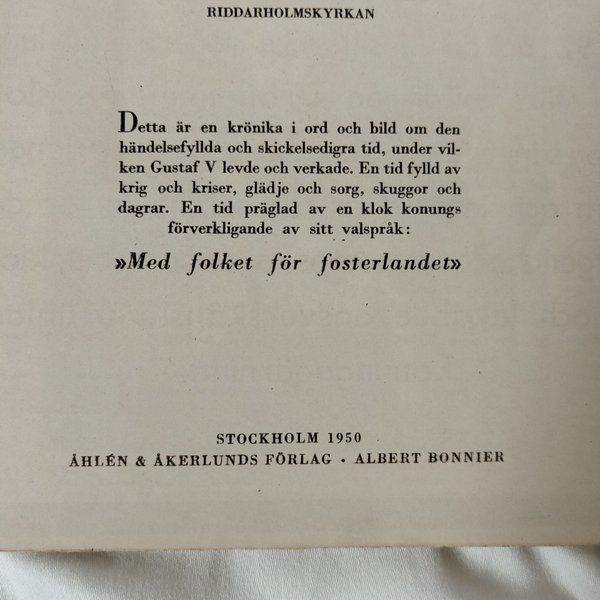 RIDDARHOLMSKYRKAN
Detta är en krönika i ord och bild om den
händelsefyllda och skickelsedigra tid, under vil-
ken Gustaf V levde och verkade. En tid fylld av
krig och kriser, glädje och sorg, skuggor och
dagrar. En tid präglad av en klok konungs
förverkligande av sitt valspråk:
»Med folket för fosterlandet»
STOCKHOLM 1950
ÅHLÉN & ÅKERLUNDS FÖRLAG • ALBERT BONNIER